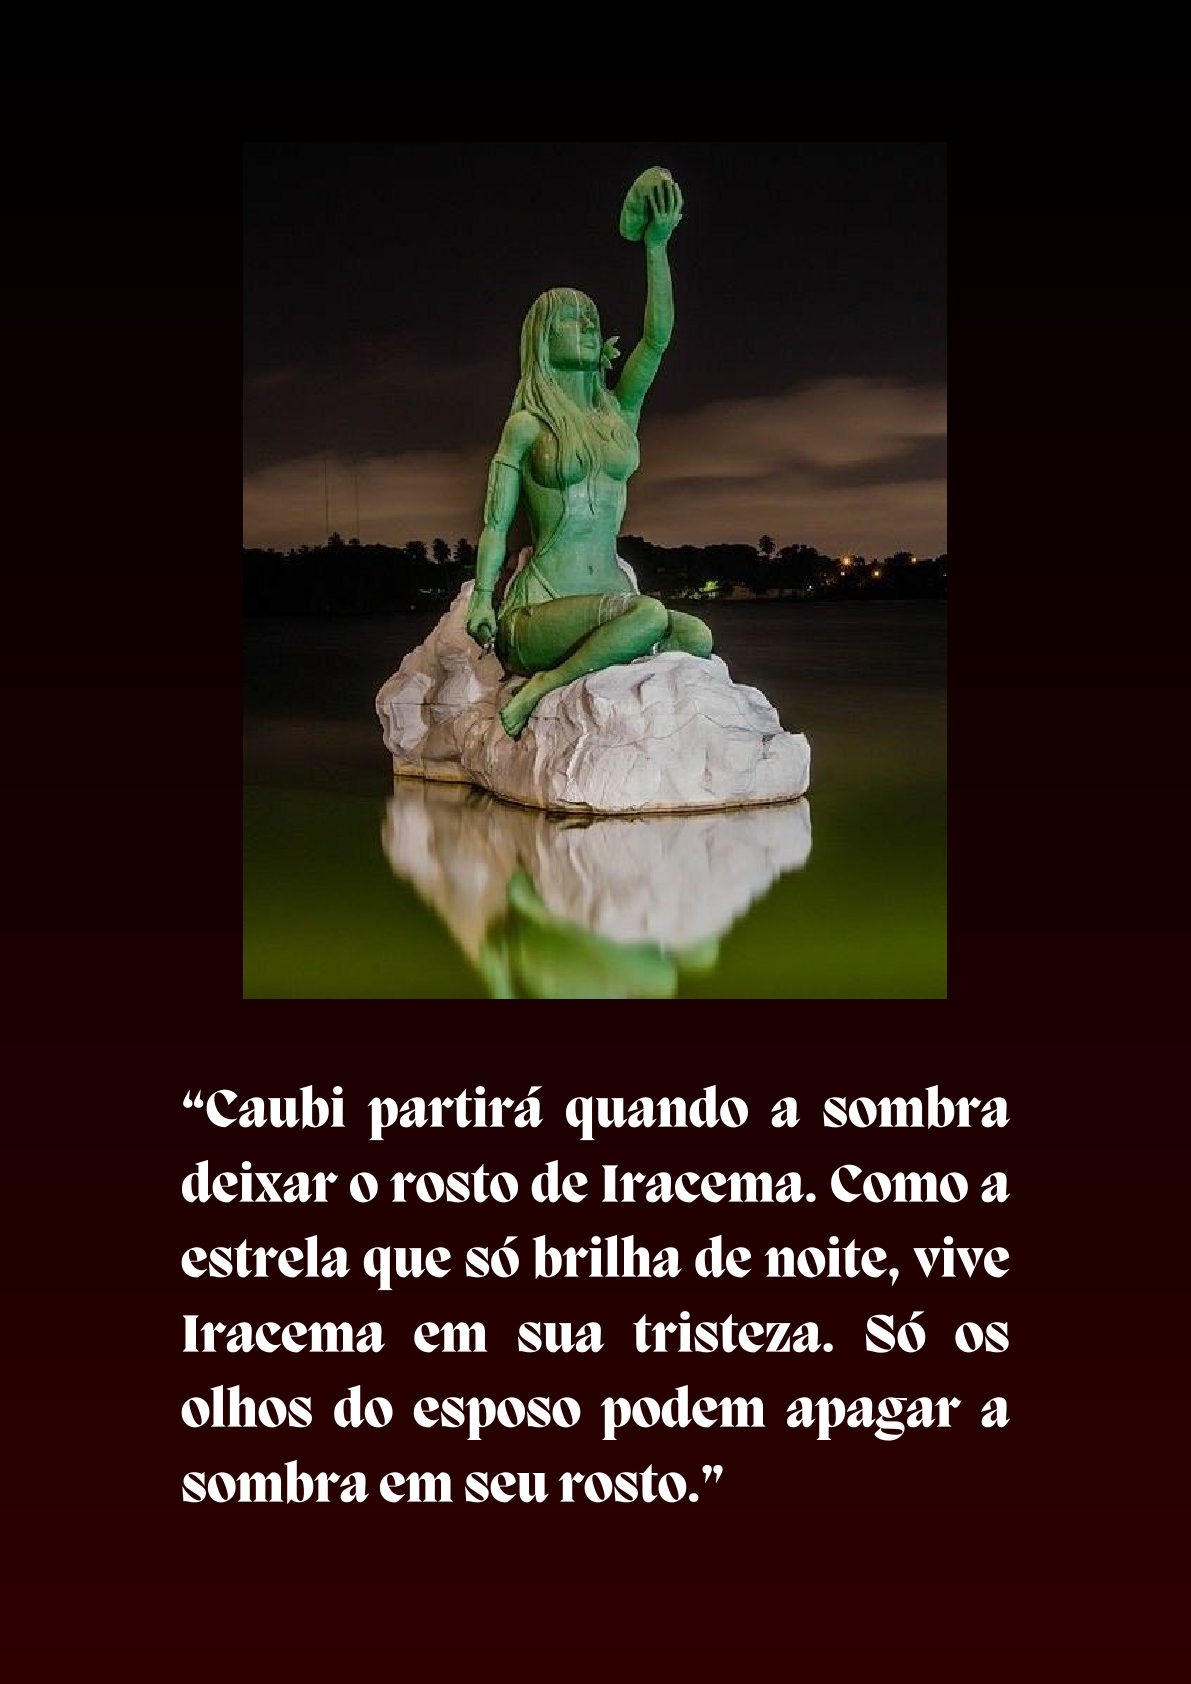 “Caubi partirá quando a sombra
deixar o rosto de Iracema. Como a
estrela que só brilha de noite, vive
Iracema em sua tristeza. Só os
olhos do esposo podem apagar a
sombra em seu rosto.”